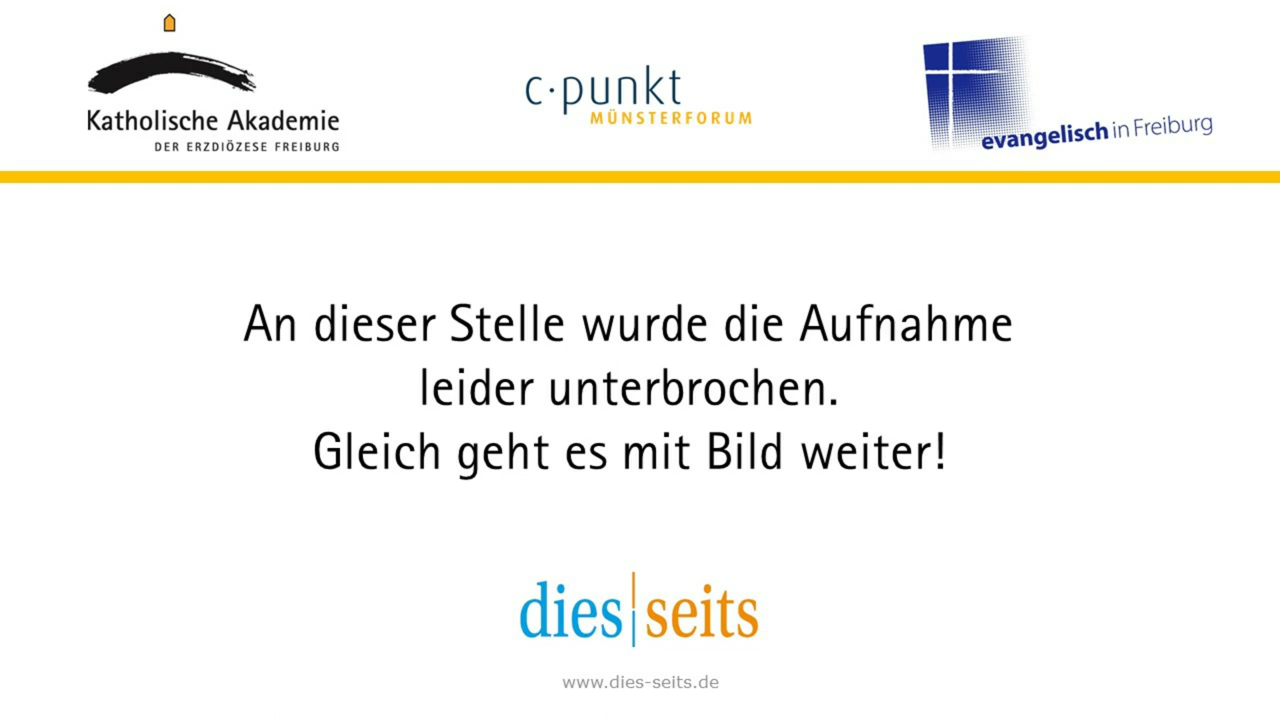 Katholische Akademie
DER ERZDIÖZESE FREIBURG
c·punkt
MÜNSTERFORUM
evangelisch in Freiburg
An dieser Stelle wurde die Aufnahme
leider unterbrochen.
Gleich geht es mit Bild weiter!
dies|seits
www.dies-seits.de